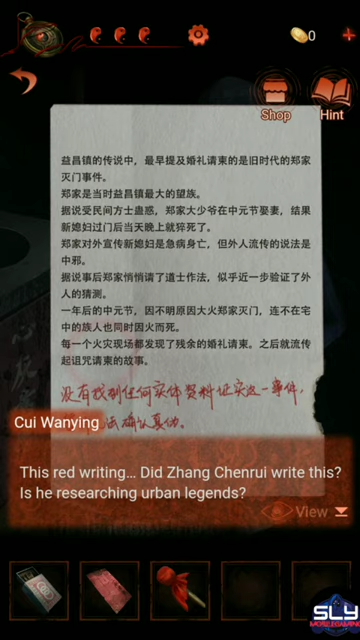 0
Shop
Hint
益昌镇的传说中，最早提及婚礼请柬的是旧时代的郑家
灭门事件。
郑家是当时益昌镇最大的望族。
据说受民间方士蛊惑，郑家大少爷在中元节娶妻，结果
新媳妇过门后当天晚上就猝死了。
郑家对外宣传新媳妇是急病身亡，但外人流传的说法是
中邪。
据说事后郑家悄悄请了道士作法，似乎近一步验证了外
人的猜测。
一年后的中元节，因不明原因大火郑家灭门，连不在宅
中的族人也同时因火而死。
每一个火灾现场都发现了残余的婚礼请柬。之后就流传
起诅咒请柬的故事。
没有找到任何实体资料证实这一事件，
法确认真伪。
Cui Wanying
This red writing... Did Zhang Chenrui write this?
Is he researching urban legends?
View
SLY